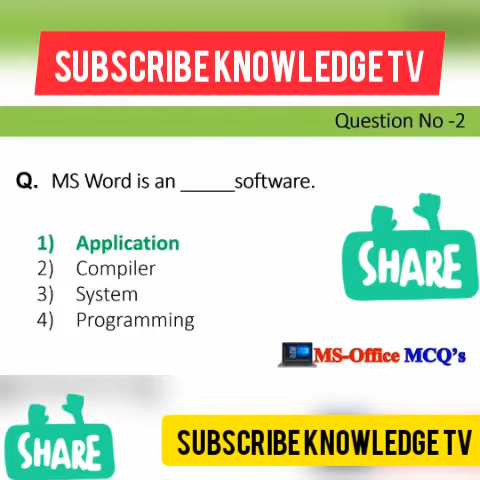 SUBSCRIBE KNOWLEDGE TV
Question No -2
Q. MS Word is an _____software.
1) Application
2) Compiler
3) System
4) Programming
SHARE
MS-Office MCQ's
SHARE
SUBSCRIBE KNOWLEDGE TV